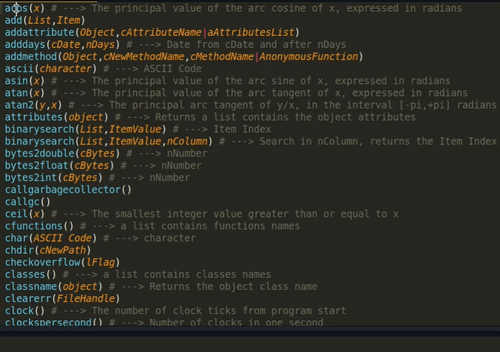 acos(x) # ---> The principal value of the arc cosine of x, expressed in radians
add(List,Item)
addattribute(Object,cAttributeName|aAttributesList)
adddays(cDate,nDays) # ---> Date from cDate and after nDays
addmethod(Object,cNewMethodName,cMethodName|AnonymousFunction)
ascii(character) # ---> ASCII Code
asin(x) # ---> The principal value of the arc sine of x, expressed in radians
atan(x) # ---> The principal value of the arc tangent of x, expressed in radians
atan2(y,x) # ---> The principal arc tangent of y/x, in the interval [-pi,+pi] radians
attributes(object) # ---> Returns a list contains the object attributes
binarysearch(List,ItemValue) # ---> Item Index
binarysearch(List,ItemValue,nColumn) # ---> Search in nColumn, returns the Item Index
bytes2double(cBytes) # ---> nNumber
bytes2float(cBytes) # ---> nNumber
bytes2int(cBytes) # ---> nNumber
callgarbagecollector()
callgc()
ceil(x) # ---> The smallest integer value greater than or equal to x
cfunctions() # ---> a list contains functions names
char(ASCII Code) # ---> character
chdir(cNewPath)
checkoverflow(lFlag)
classes() # ---> a list contains classes names
classname(object) # ---> Returns the object class name
clearerr(FileHandle)
clock() # ---> The number of clock ticks from program start
clockspersecond() # ---> Number of clocks in one second